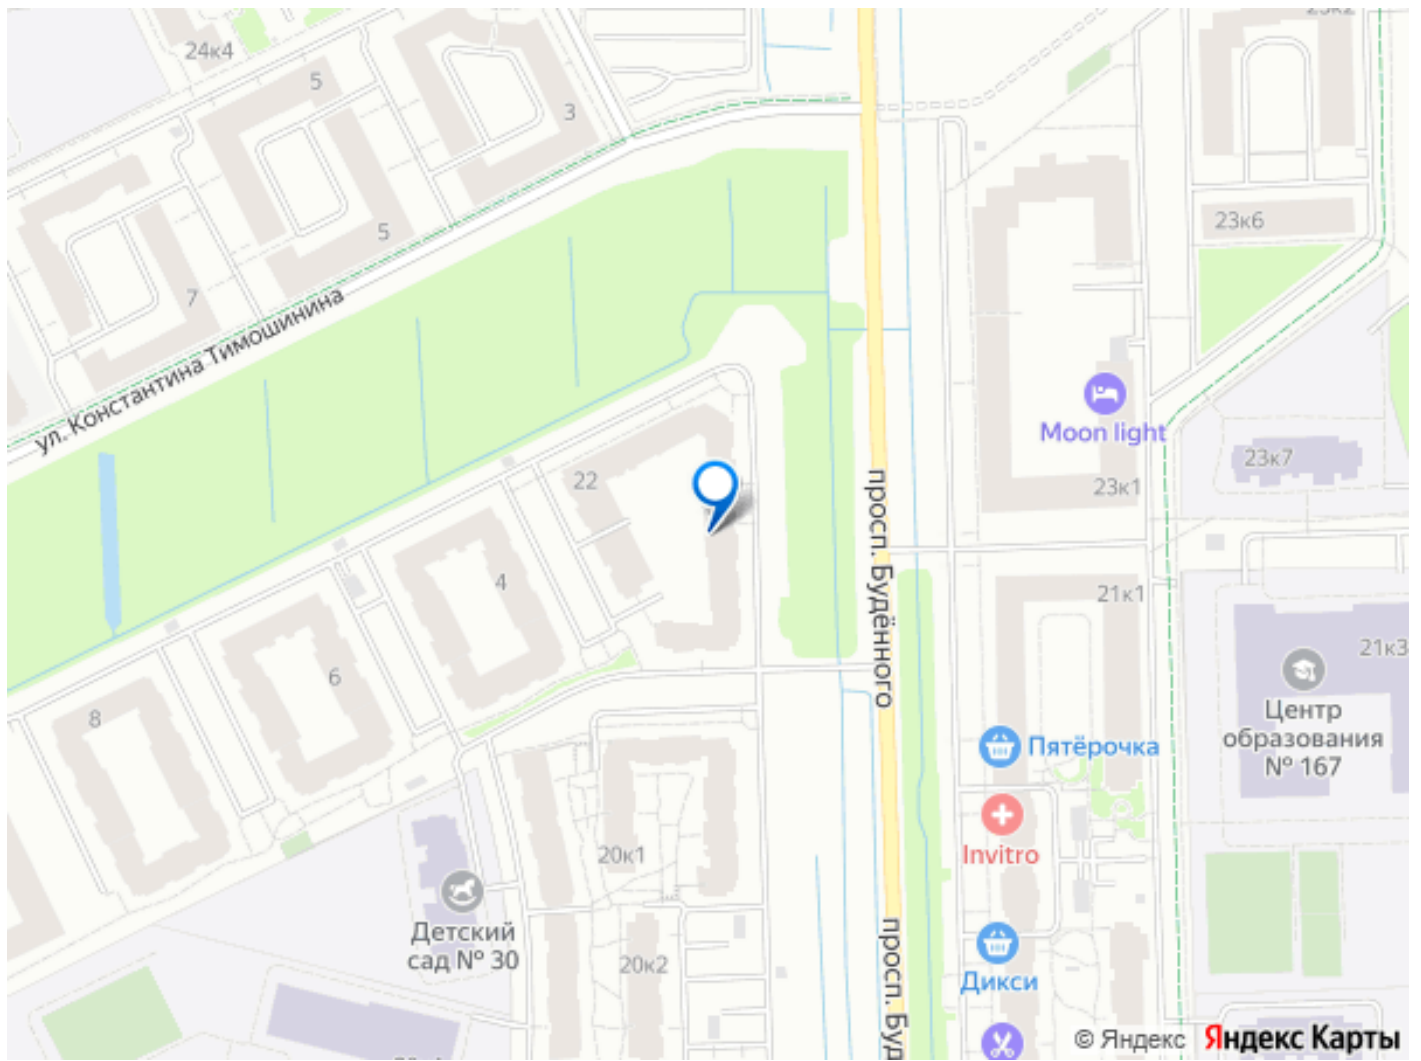 24к4
5
3
23к6
5
7
ул. Константина Тимошинина
Moon light
22
23к7
23к1
просп. Будённого
4
21к1
21к3
6
8
Центр
образования
№ 167
Пятёрочка
20к1
Invitro
Детский
сад № 30
20к2
просп. Буд
Дикси
© Яндекс Яндекс Карты